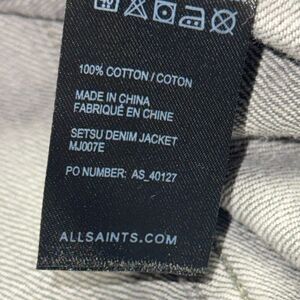 100% COTTON / COTON
MADE IN CHINA
FABRIQUÉ EN CHINE
SETSU DENIM JACKET
MJ007E
PO NUMBER: AS_40127
ALLSAINTS.COM